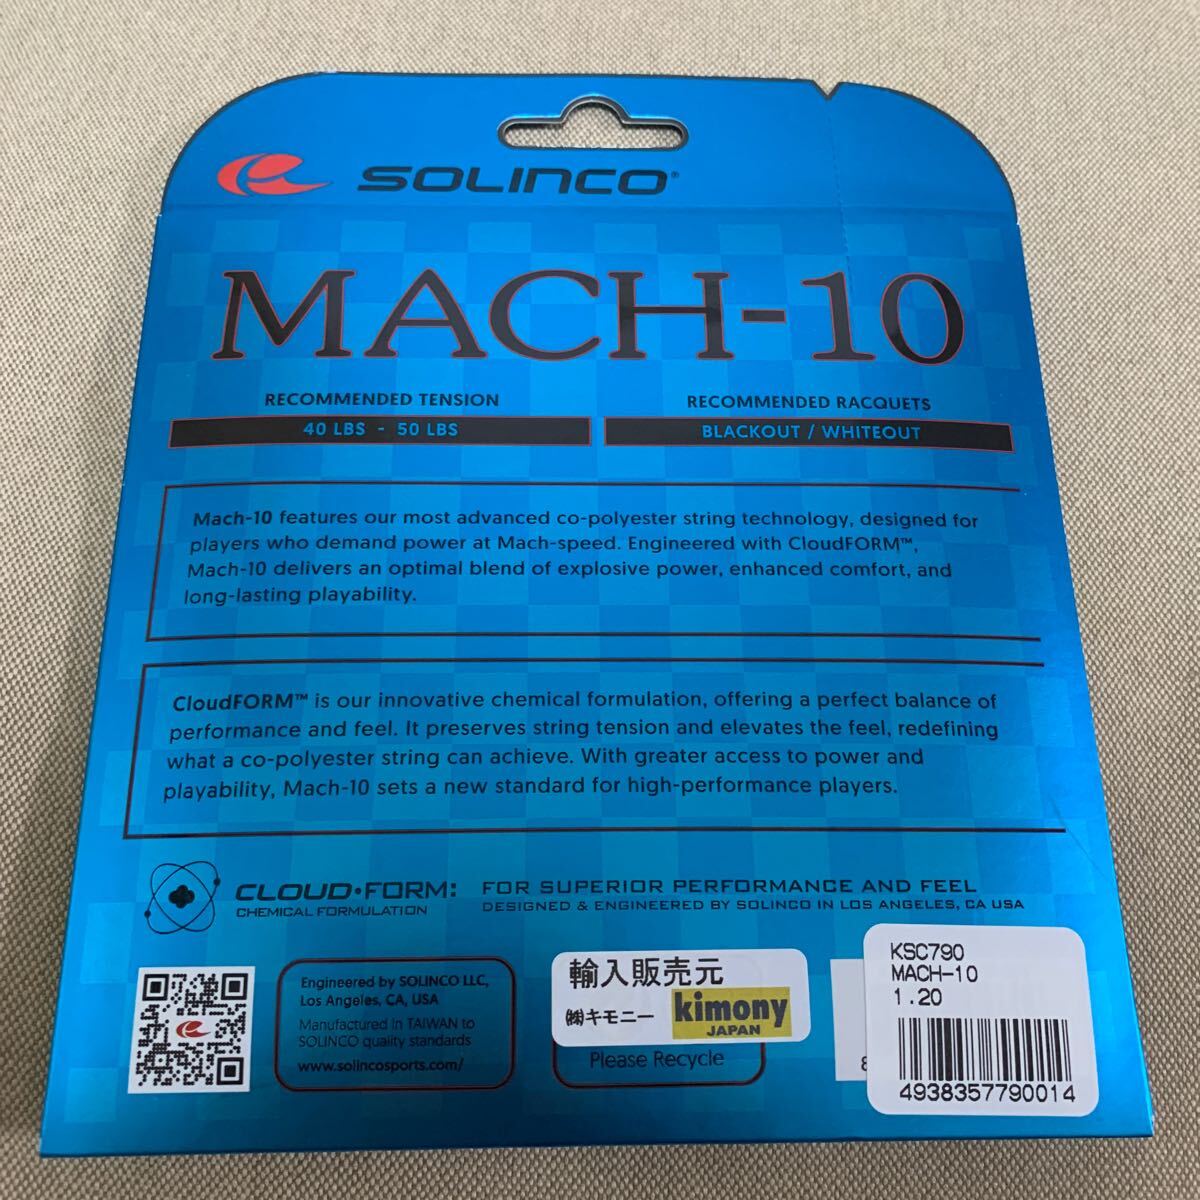 SOLINCO®
MACH-10
RECOMMENDED TENSION
40 LBS - 50 LBS
RECOMMENDED RACQUETS
BLACKOUT / WHITEOUT
Mach-10 features our most advanced co-polyester string technology, designed for
players who demand power at Mach-speed. Engineered with CloudFORM™,
Mach-10 delivers an optimal blend of explosive power, enhanced comfort, and
long-lasting playability.
CloudFORM™ is our innovative chemical formulation, offering a perfect balance of
performance and feel. It preserves string tension and elevates the feel, redefining
what a co-polyester string can achieve. With greater access to power and
playability, Mach-10 sets a new standard for high-performance players.
CLOUD•FORM:
CHEMICAL FORMULATION
FOR SUPERIOR PERFORMANCE AND FEEL
DESIGNED & ENGINEERED BY SOLINCO IN LOS ANGELES, CA USA
Engineered by SOLINCO LLC,
Los Angeles, CA, USA
Manufactured in TAIWAN to
SOLINCO quality standards
www.solincosports.com/
輸入販売元
㈱キモニー
kimony
JAPAN
Please Recycle
8
KSC790
MACH-10
1.20
4938357790014